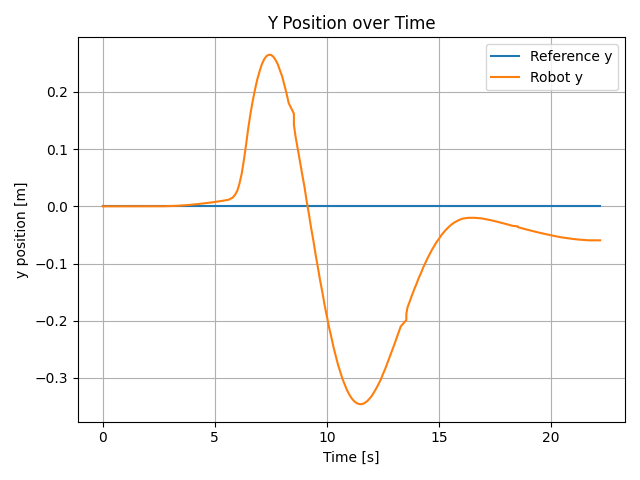 Y Position over Time
Reference y
Robot y
0.2
0.1
0.0
−0.1
−0.2
−0.3
y position [m]
0 5 10 15 20
Time [s]